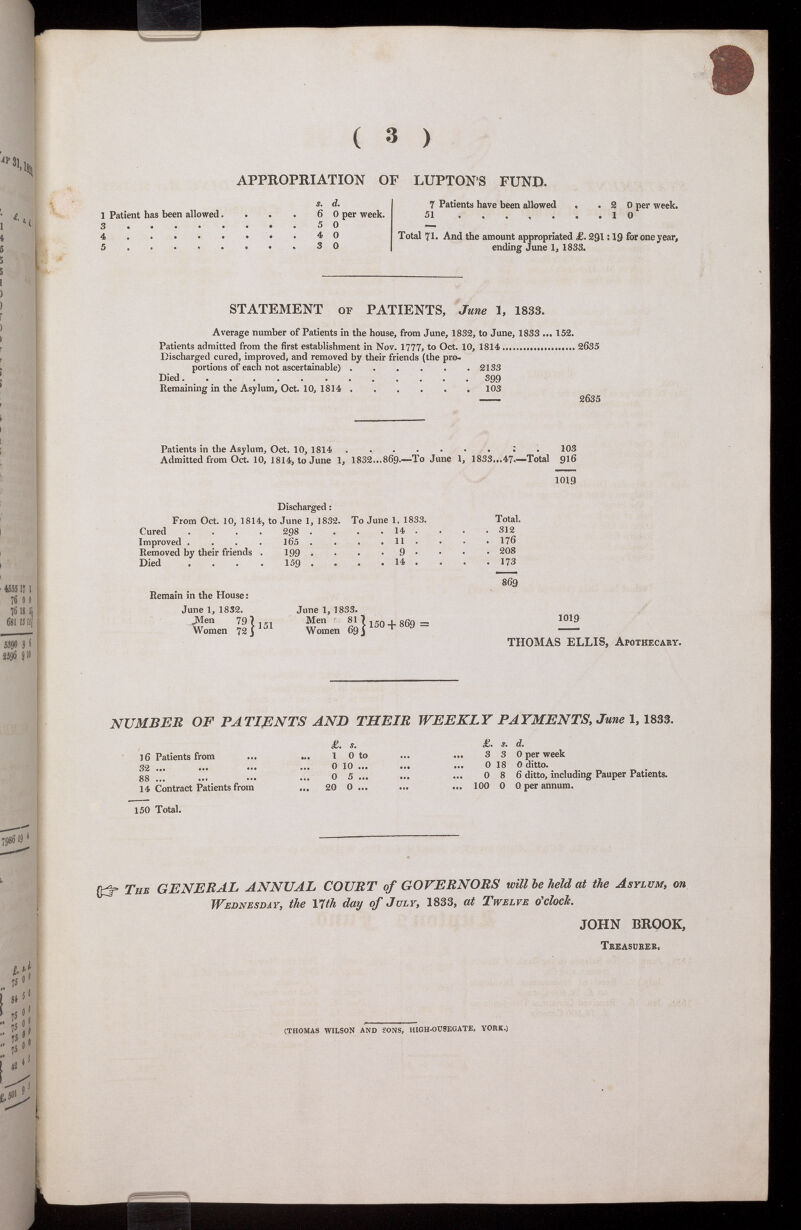 ( 3 )
APPROPRIATION OF LUPTON'S FUND.
s. d.
1 Patient has been allowed . . . . 6 0 per week.
3 . . . . . . . . 5 0
4 . . . . . . . . 4 0
5 . . . . . . . . 3 0
7 Patients have been allowed . . 2 0 per week.
51 . . . . . . . 1 0
Total 71. And the amount appropriated £. 291 : 19 for one year,
ending June 1, 1833.
STATEMENT OF PATIENTS, June 1, 1833.
Average number of Patients in the house, from June, 1832, to June, 1833 ... 152.
Patients admitted from the first establishment in Nov. 1777, to Oct. 10, 1814 ...................... 2635
Discharged cured, improved, and removed by their friends (the pro-
portions of each not ascertainable) . . . . . . 2133
Died . . . . . . . . . . . . . 399
Remaining in the Asylum, Oct. 10, 1814 . . . . . . 103
2635
Patients in the Asylum, Oct. 10, 1814 . . . . . . . : . 103
Admitted from Oct. 10, 1814, to June 1, 1832...869.—To June 1, 1833...47.—Total 916
1019
Discharged :
From Oct. 10, 1814, to June 1, 1832. To June 1, 1833. Total.
Cured . . . . 298 . . . . 14 . . . . 312
Improved . . . . 165 . . . . 11 . . . . 176
Removed by their friends . 199 . . . . 9 . . . . 208
Died . . . . 159 . . . . 14 . . . . 173
869
Remain in the House:
June 1, 1832. June 1, 1833.
Men 79 } 151 Men 81 } 150 + 869 = 1019
Women 72 Women 69
THOMAS ELLIS, APOTHECARY.
NUMBER OF PATIENTS AND THEIR WEEKLY PAYMENTS, June 1, 1833.
£. s. £. s. d.
16 Patients from ... ... 1 0 to ... ... 3 3 0 per week
32 ... ... ... ... 0 10 ... ... ... 0 18 0 ditto.
88 ... ... ... ... 0 5 ... ... ... 0 8 6 ditto, including Pauper Patients.
14 Contract Patients from ... 20 0 ... ... ... 100 0 0 per annum.
150 Total.
☞ THE GENERAL ANNUAL COURT of GOVERNORS will be held at the ASYLUM, on
WEDNESDAY, the 17th day of JULY, 1833, at TWELVE o'clock.
JOHN BROOK,
TREASURER.
(THOMAS WILSON AND SONS, HIGH-OUSEGATE, YORK.)